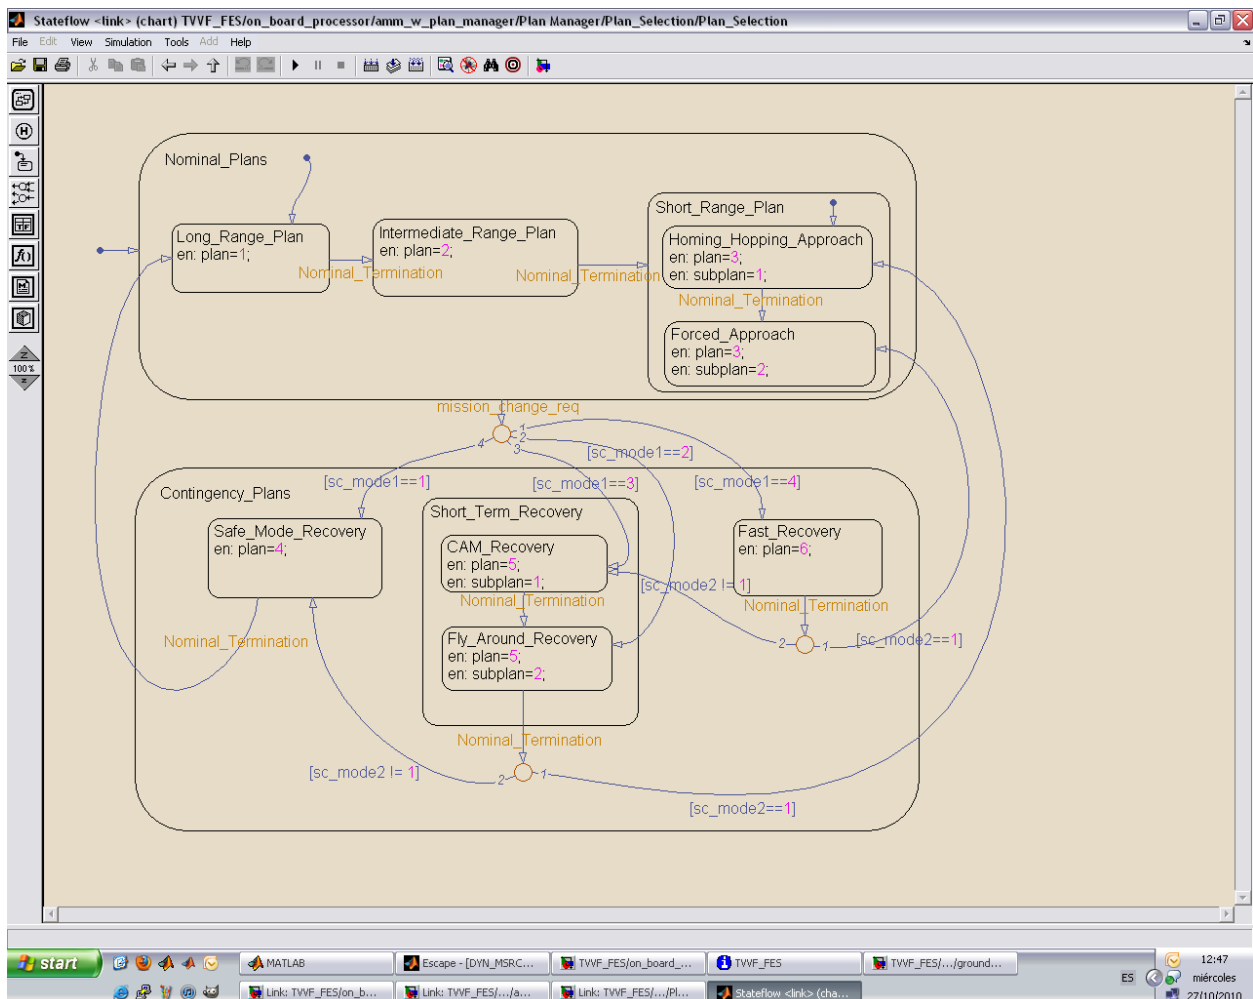 Stateflow <link> (chart) TVVF_FES/on_board_processor/amm_w_plan_manager/Plan Manager/Plan_Selection/Plan_Selection
File Edit View Simulation Tools Add Help
100 %
Nominal_Plans
Long_Range_Plan
en: plan=1;
Nominal_Termination
Intermediate_Range_Plan
en: plan=2;
Nominal_Termination
Short_Range_Plan
Homing_Hopping_Approach
en: plan=3;
en: subplan=1;
Nominal_Termination
Forced_Approach
en: plan=3;
en: subplan=2;
mission_change_req
1
2
3
4
[sc_mode1==2]
[sc_mode1==1]
[sc_mode1==3]
[sc_mode1==4]
Contingency_Plans
Safe_Mode_Recovery
en: plan=4;
Nominal_Termination
Short_Term_Recovery
CAM_Recovery
en: plan=5;
en: subplan=1;
Nominal_Termination
Fly_Around_Recovery
en: plan=5;
en: subplan=2;
Nominal_Termination
Fast_Recovery
en: plan=6;
[sc_mode2 != 1]
Nominal_Termination
2
1
[sc_mode2==1]
[sc_mode2 != 1]
2
1
[sc_mode2==1]
start
MATLAB
Escape - [DYN_MSRC...
TVVF_FES/on_board_...
TVVF_FES
TVVF_FES/.../ground...
Link: TVVF_FES/on_b...
Link: TVVF_FES/.../a...
Link: TVVF_FES/.../Pl...
Stateflow <link> (cha...
ES
12:47
miércoles
27/10/2010